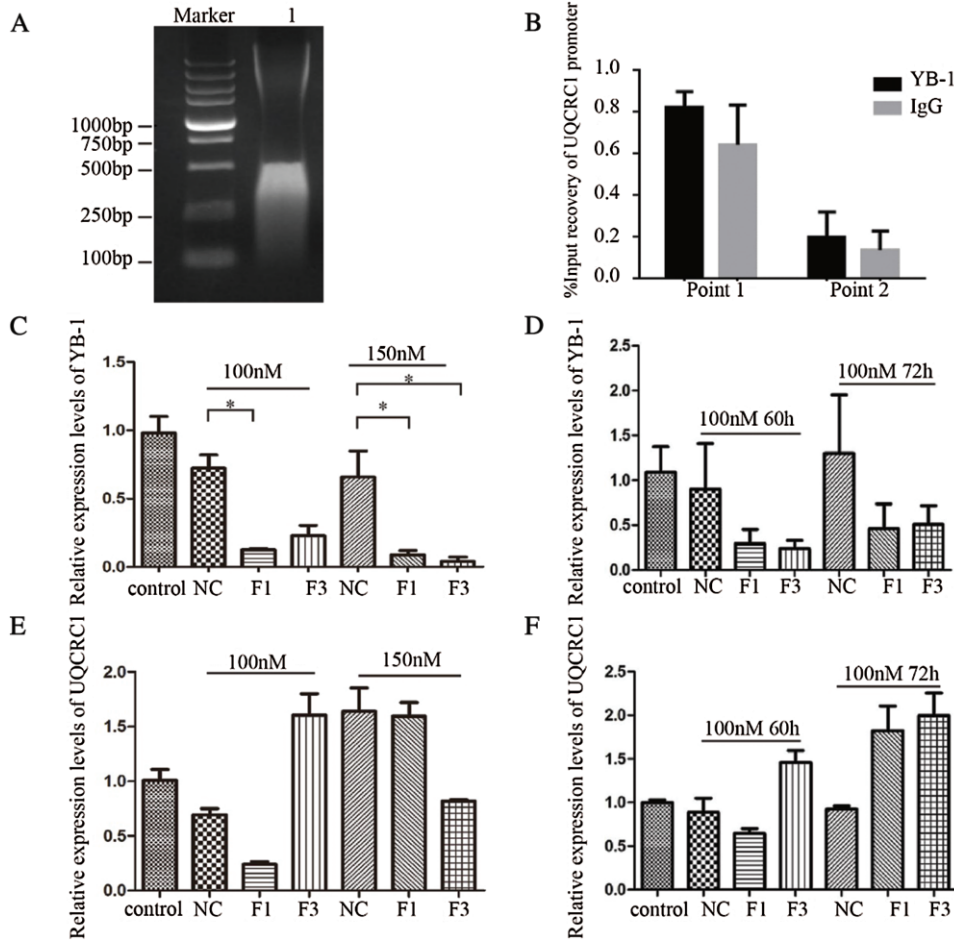 A
Marker 1
1000bp
750bp
500bp
250bp
100bp
B
%Input recovery of UQCRC1 promoter
1.0
0.8
0.6
0.4
0.2
0.0
YB-1
IgG
Point 1 Point 2
C
Relative expression levels of YB-1
1.5
1.0
0.5
0.0
100nM
150nM
*
*
*
control NC F1 F3 NC F1 F3
D
Relative expression levels of YB-1
2.5
2.0
1.5
1.0
0.5
0.0
100nM 60h
100nM 72h
control NC F1 F3 NC F1 F3
E
Relative expression levels of UQCRC1
2.0
1.5
1.0
0.5
0.0
100nM
150nM
control NC F1 F3 NC F1 F3
F
Relative expression levels of UQCRC1
2.5
2.0
1.5
1.0
0.5
0.0
100nM 60h
100nM 72h
control NC F1 F3 NC F1 F3